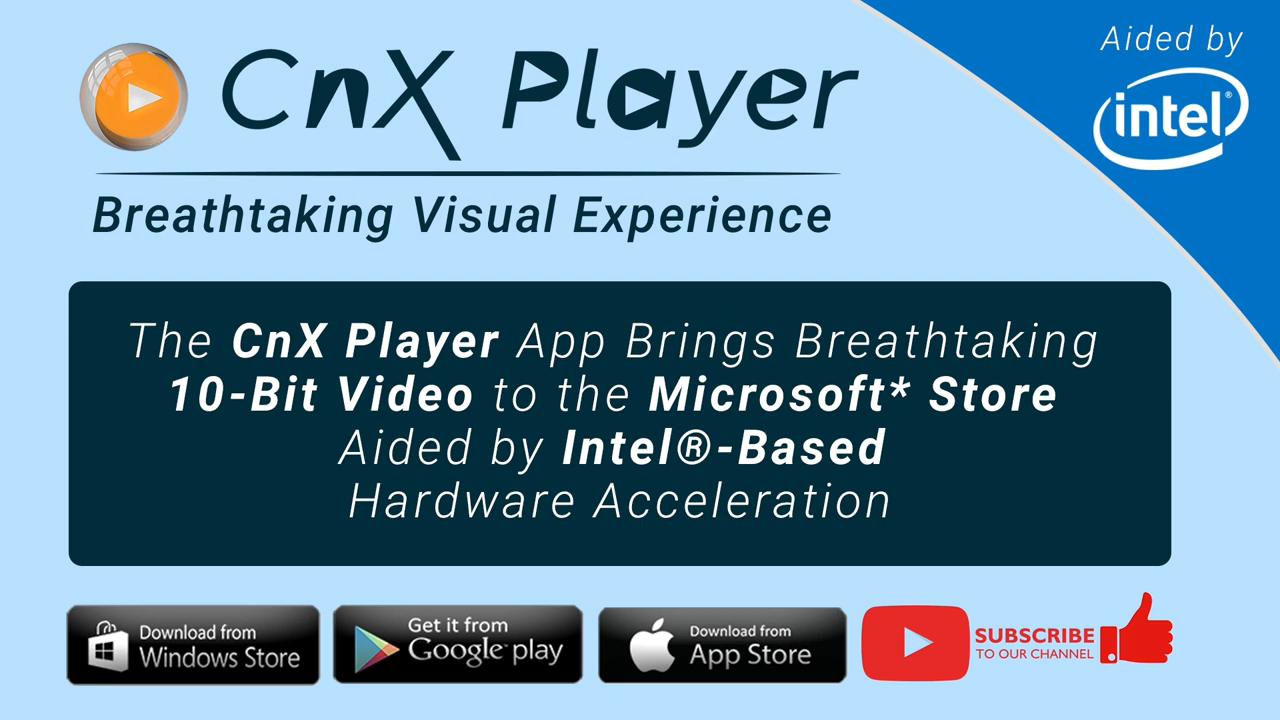 CnX Player
Aided by
intel®
Breathtaking Visual Experience
The CnX Player App Brings Breathtaking
10-Bit Video to the Microsoft* Store
Aided by Intel®-Based
Hardware Acceleration
Download from
Windows Store
Get it from
Google play
Download from
App Store
SUBSCRIBE
TO OUR CHANNEL